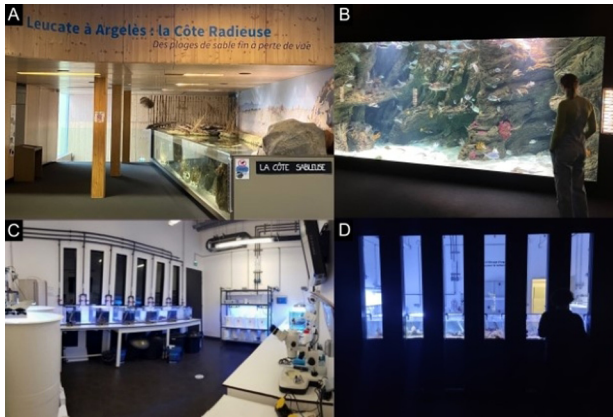 A
Leucate à Argelès : la Côte Radieuse
Des plages de sable fin à perte de vue
LA CÔTE SABLEUSE
B
C
D